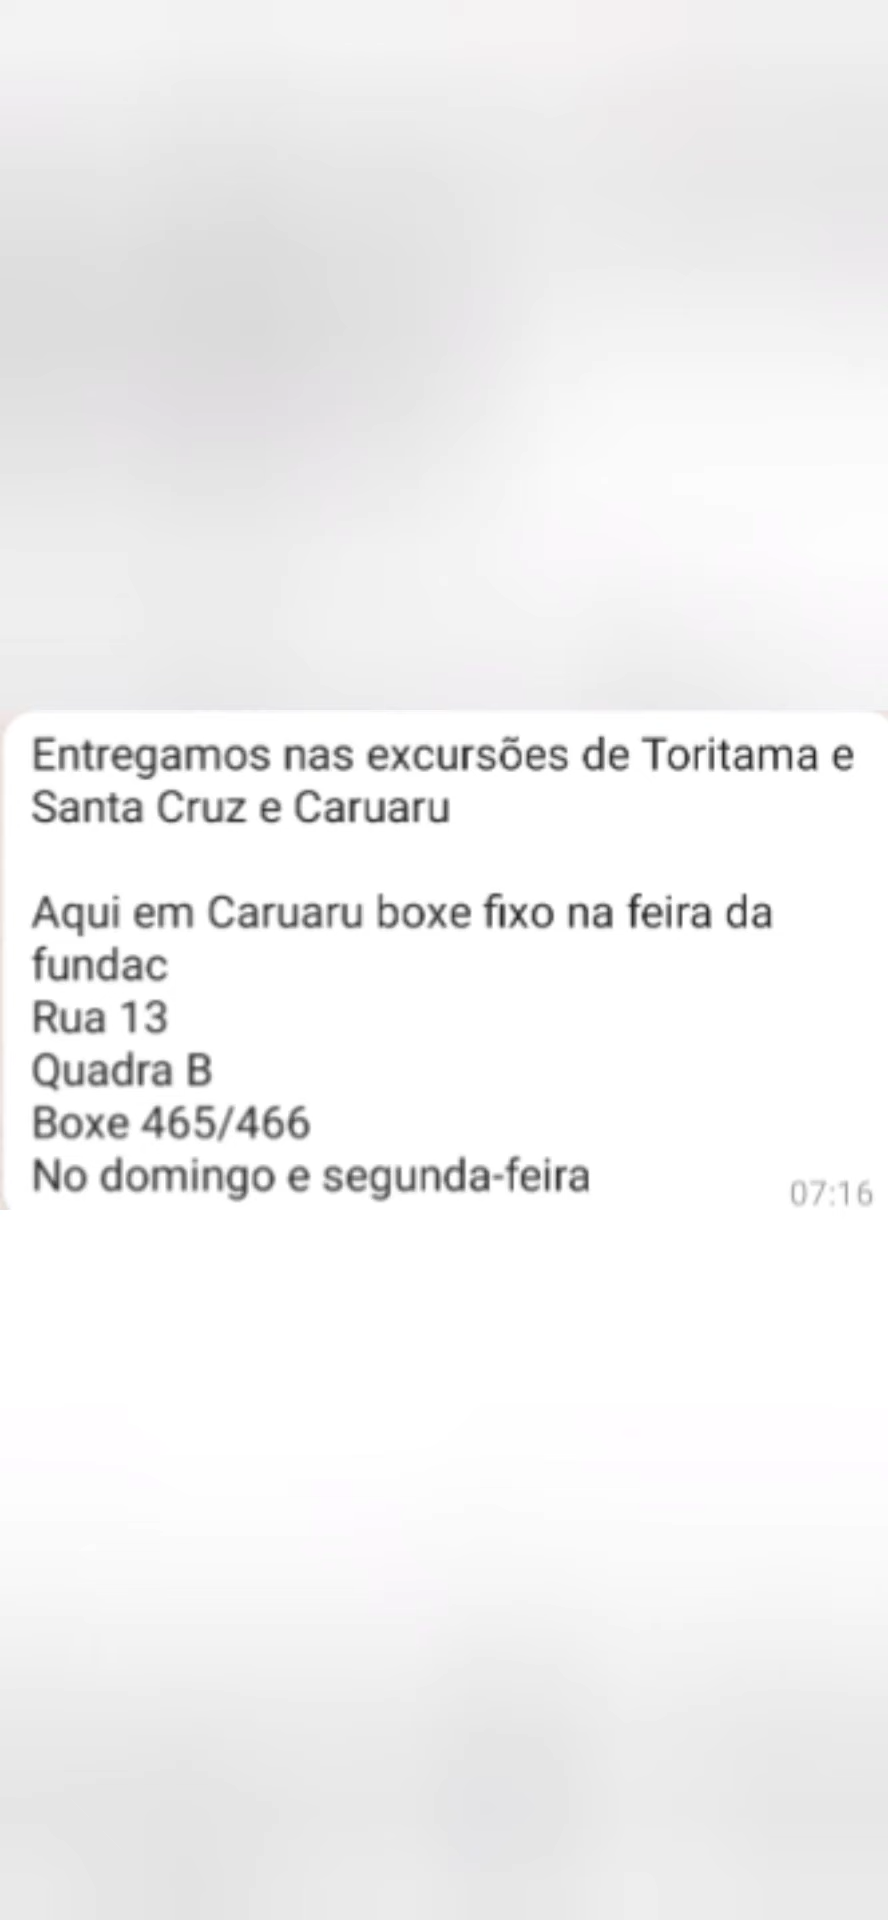 Entregamos nas excursões de Toritama e
Santa Cruz e Caruaru
Aqui em Caruaru boxe fixo na feira da
fundac
Rua 13
Quadra B
Boxe 465/466
No domingo e segunda-feira
07:16